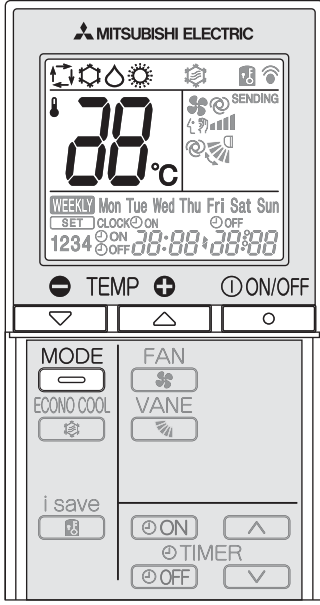 MITSUBISHI ELECTRIC
SENDING
88°C
WEEKLY Mon Tue Wed Thu Fri Sat Sun
SET CLOCK ON OFF
1234 ON 88:88 88:88
OFF
TEMP ON/OFF
MODE FAN
ECONO COOL VANE
i save
ON
TIMER
OFF